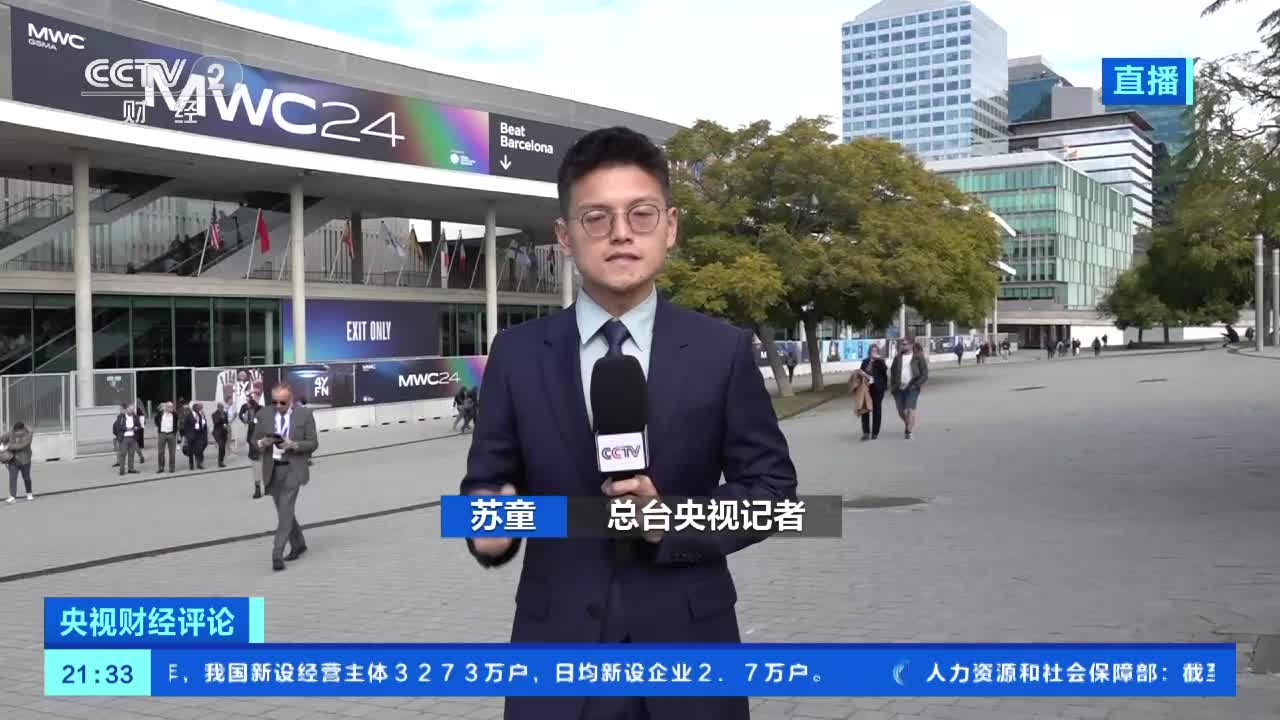 MWC
GSMA
CCTV 2
财经
MWC24
Beat
Barcelona
直播
EXIT ONLY
4Y
FN
MWC
MWC24
CCTV
苏童
总台央视记者
央视财经评论
21:33
，我国新设经营主体3273万户，日均新设企业2.7万户。
人力资源和社会保障部：截